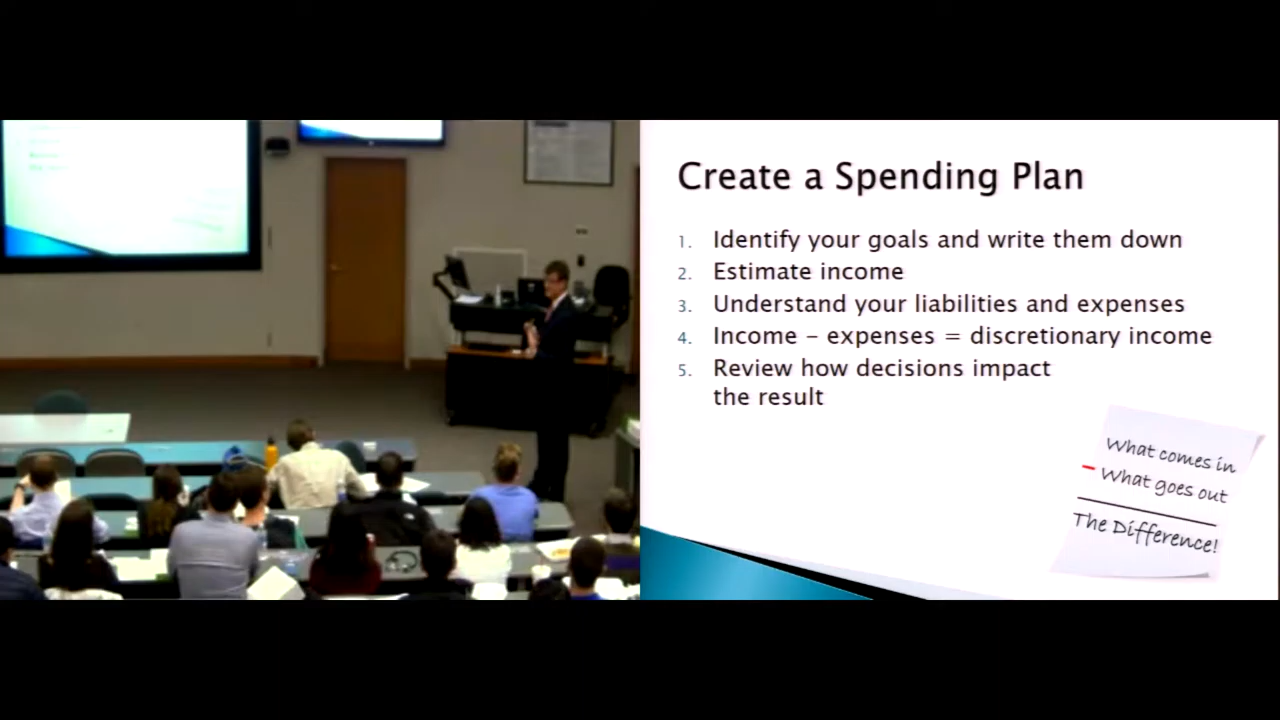 Create a Spending Plan
1. Identify your goals and write them down
2. Estimate income
3. Understand your liabilities and expenses
4. Income – expenses = discretionary income
5. Review how decisions impact
the result
What comes in
– What goes out
The Difference!